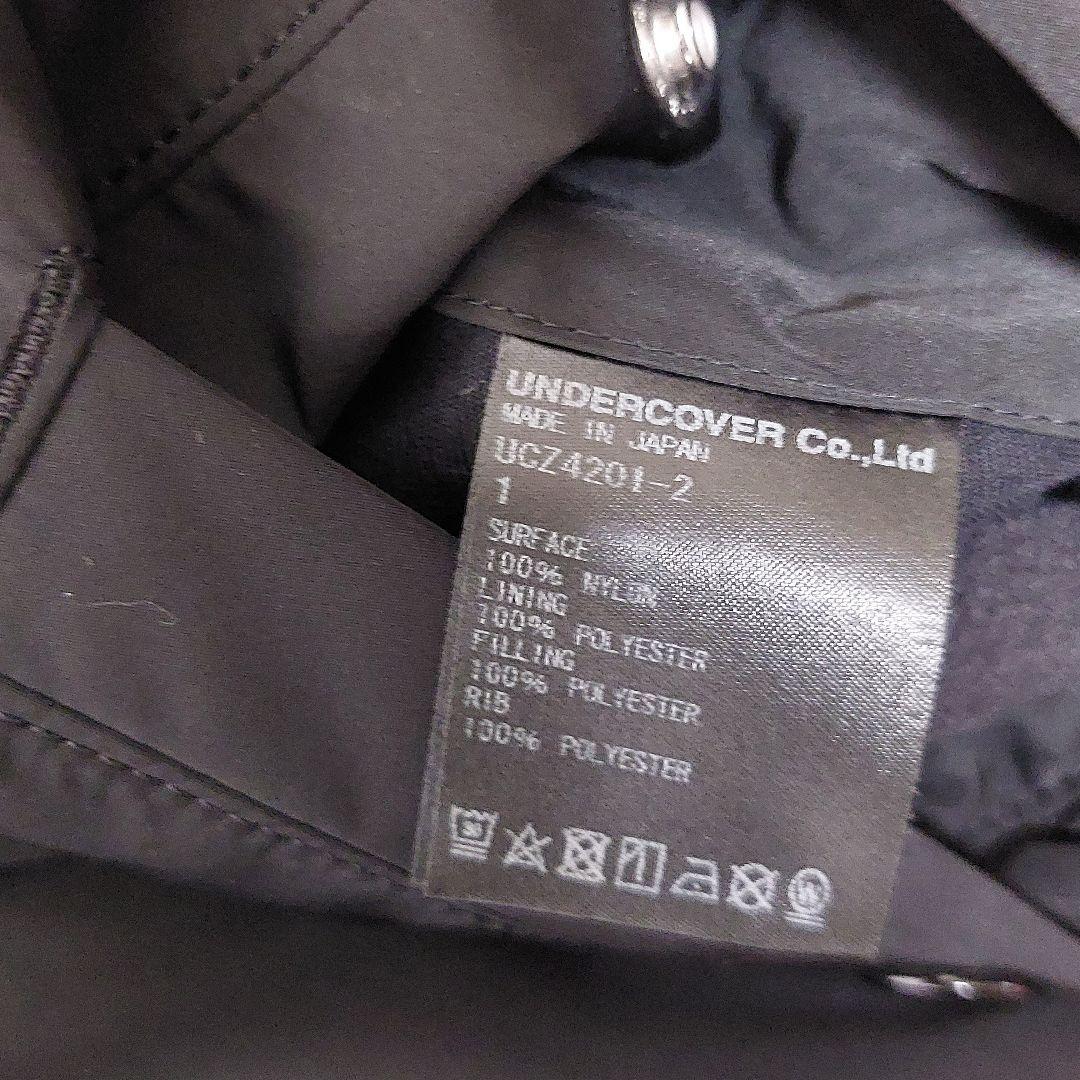 UNDERCOVER Co.,Ltd
MADE IN JAPAN
UCZ4201-2
1
SURFACE
100% NYLON
LINING
100% POLYESTER
FILLING
100% POLYESTER
RIB
100% POLYESTER
30
W